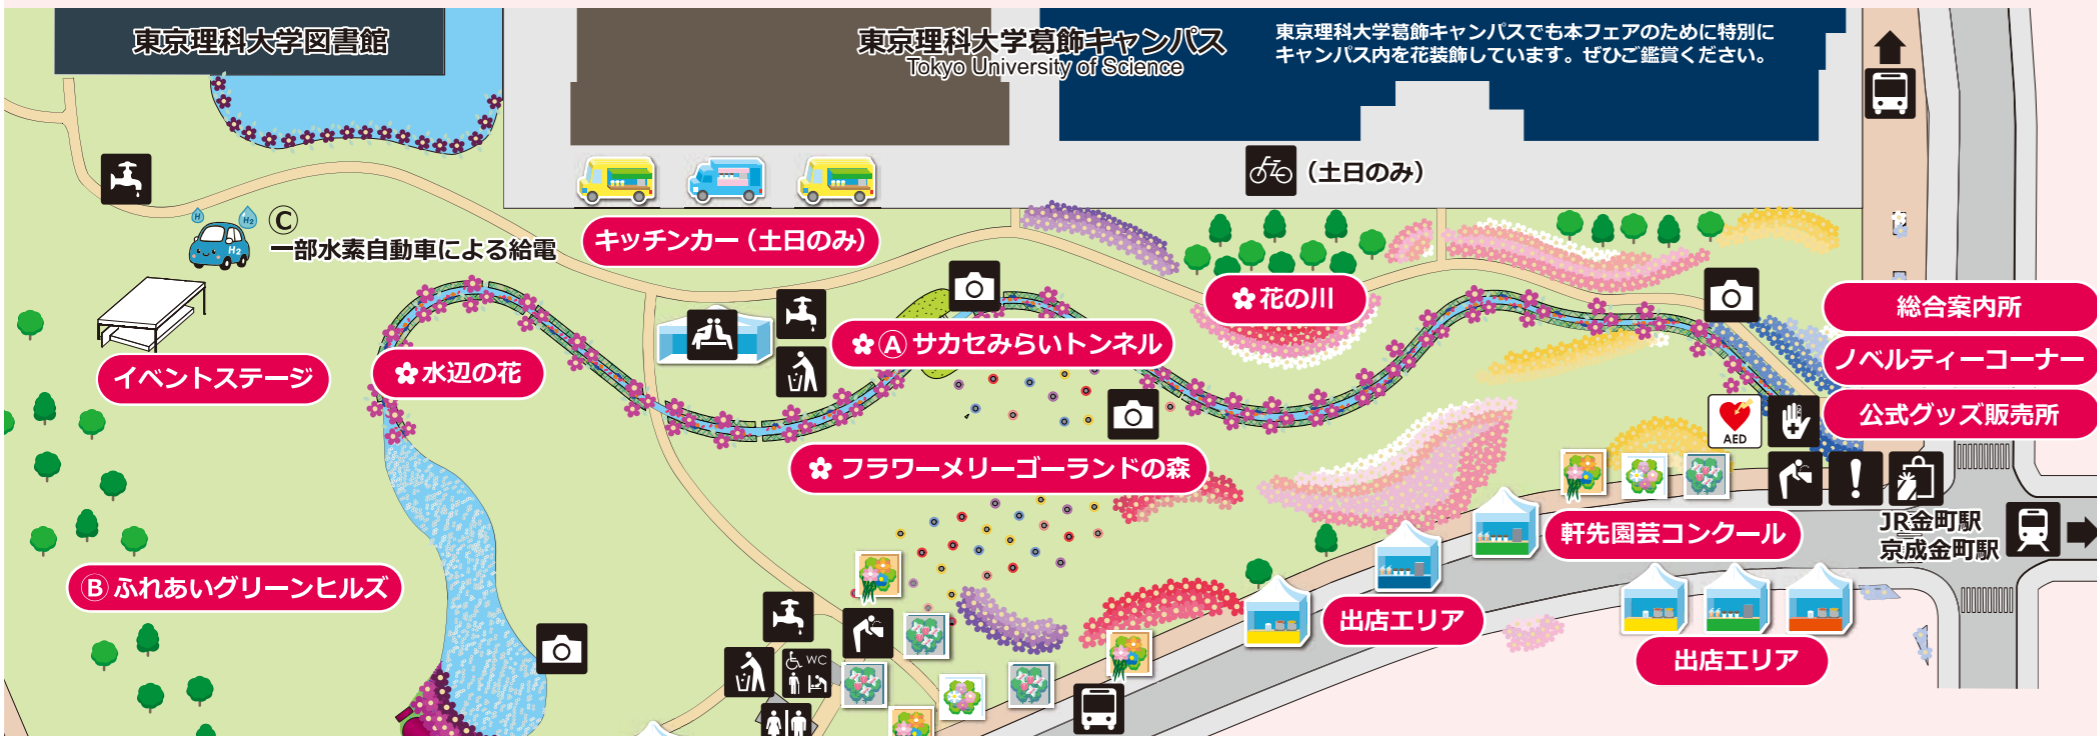 東京理科大学図書館
東京理科大学葛飾キャンパス
Tokyo University of Science
東京理科大学葛飾キャンパスでも本フェアのために特別に
キャンパス内を花装飾しています。ぜひご鑑賞ください。
(土日のみ)
H
H2
H2
Ⓒ
一部水素自動車による給電
キッチンカー(土日のみ)
花の川
総合案内所
ノベルティーコーナー
公式グッズ販売所
Ⓐサカセみらいトンネル
イベントステージ
水辺の花
AED
フラワーメリーゴーランドの森
軒先園芸コンクール
JR金町駅
京成金町駅
Ⓑふれあいグリーンヒルズ
出店エリア
出店エリア
WC